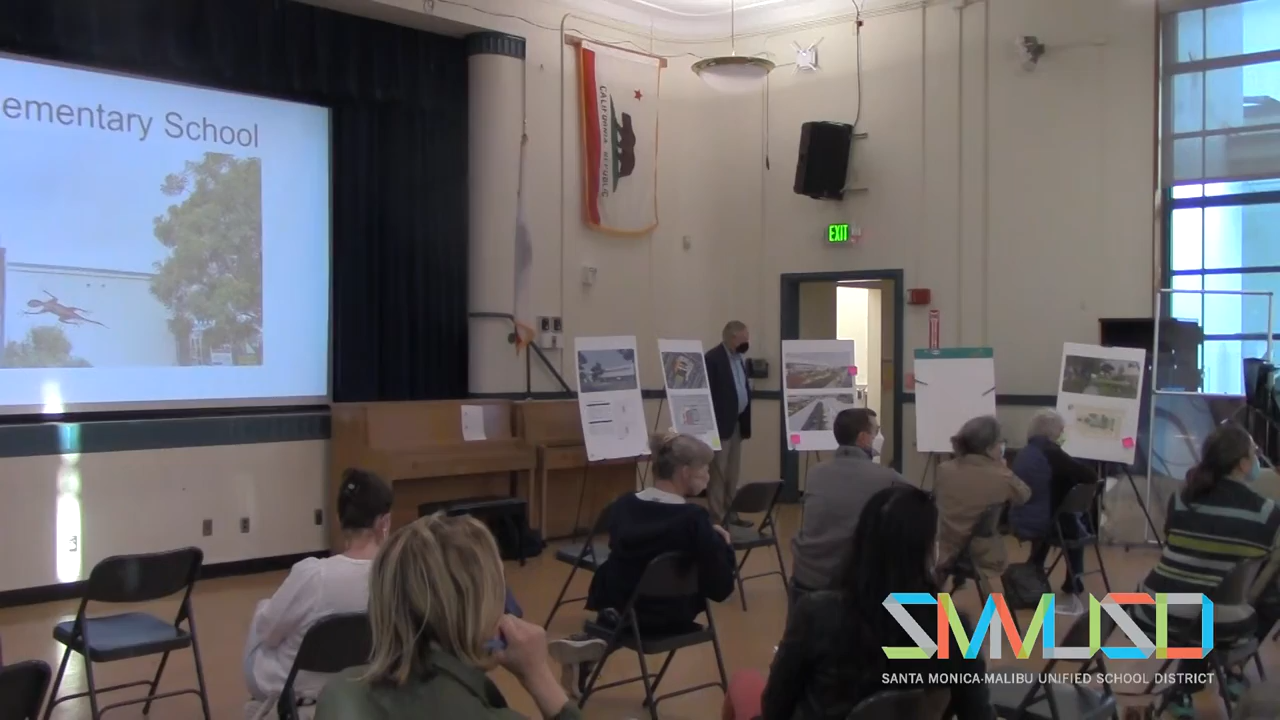 ementary School
CALIFORNIA REPUBLIC
EXIT
SMMUSD
SANTA MONICA-MALIBU UNIFIED SCHOOL DISTRICT